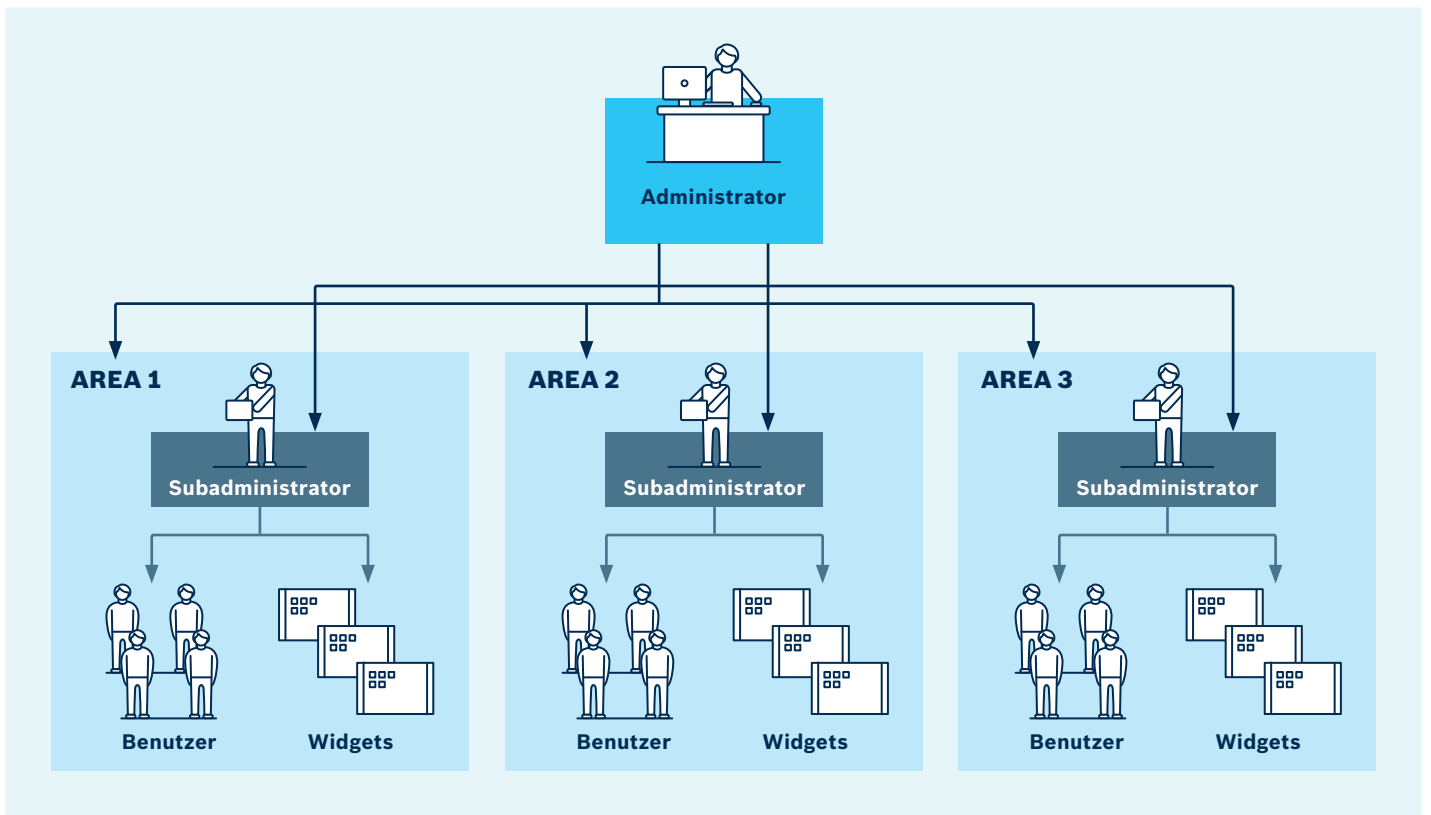 Administrator
AREA 1
AREA 2
AREA 3
Subadministrator
Subadministrator
Subadministrator
Benutzer
Widgets
Benutzer
Widgets
Benutzer
Widgets